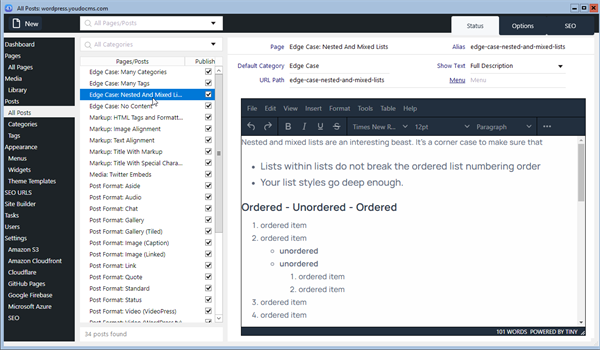 All Posts: wordpress.youdocms.com
New
All Pages/Posts
Status
Options
SEO
Dashboard
Pages
All Pages
Media
Library
Posts
All Posts
Categories
Tags
Appearance
Menus
Widgets
Theme Templates
SEO URLS
Site Builder
Tasks
Users
Settings
Amazon S3
Amazon Cloudfront
Cloudflare
GitHub Pages
Google Firebase
Microsoft Azure
SEO
All Categories
Pages/Posts Publish
Edge Case: Many Categories
Edge Case: Many Tags
Edge Case: Nested And Mixed Li...
Edge Case: No Content
Markup: HTML Tags and Formatt...
Markup: Image Alignment
Markup: Text Alignment
Markup: Title With Markup
Markup: Title With Special Chara...
Media: Twitter Embeds
Post Format: Aside
Post Format: Audio
Post Format: Chat
Post Format: Gallery
Post Format: Gallery (Tiled)
Post Format: Image (Caption)
Post Format: Image (Linked)
Post Format: Link
Post Format: Quote
Post Format: Standard
Post Format: Status
Post Format: Video (VideoPress)
Post Format: Video (WordPress.tv)
34 posts found
Page Edge Case: Nested And Mixed Lists Alias edge-case-nested-and-mixed-lists
Default Category Edge Case Show Text Full Description
URL Path edge-case-nested-and-mixed-lists Menu
File Edit View Insert Format Tools Table Help
B I U S Times New R... 12pt Paragraph ...
Nested and mixed lists are an interesting beast. It's a corner case to make sure that
• Lists within lists do not break the ordered list numbering order
• Your list styles go deep enough.
Ordered - Unordered - Ordered
1. ordered item
2. ordered item
unordered
unordered
1. ordered item
2. ordered item
3. ordered item
4. ordered item
101 WORDS POWERED BY TINY